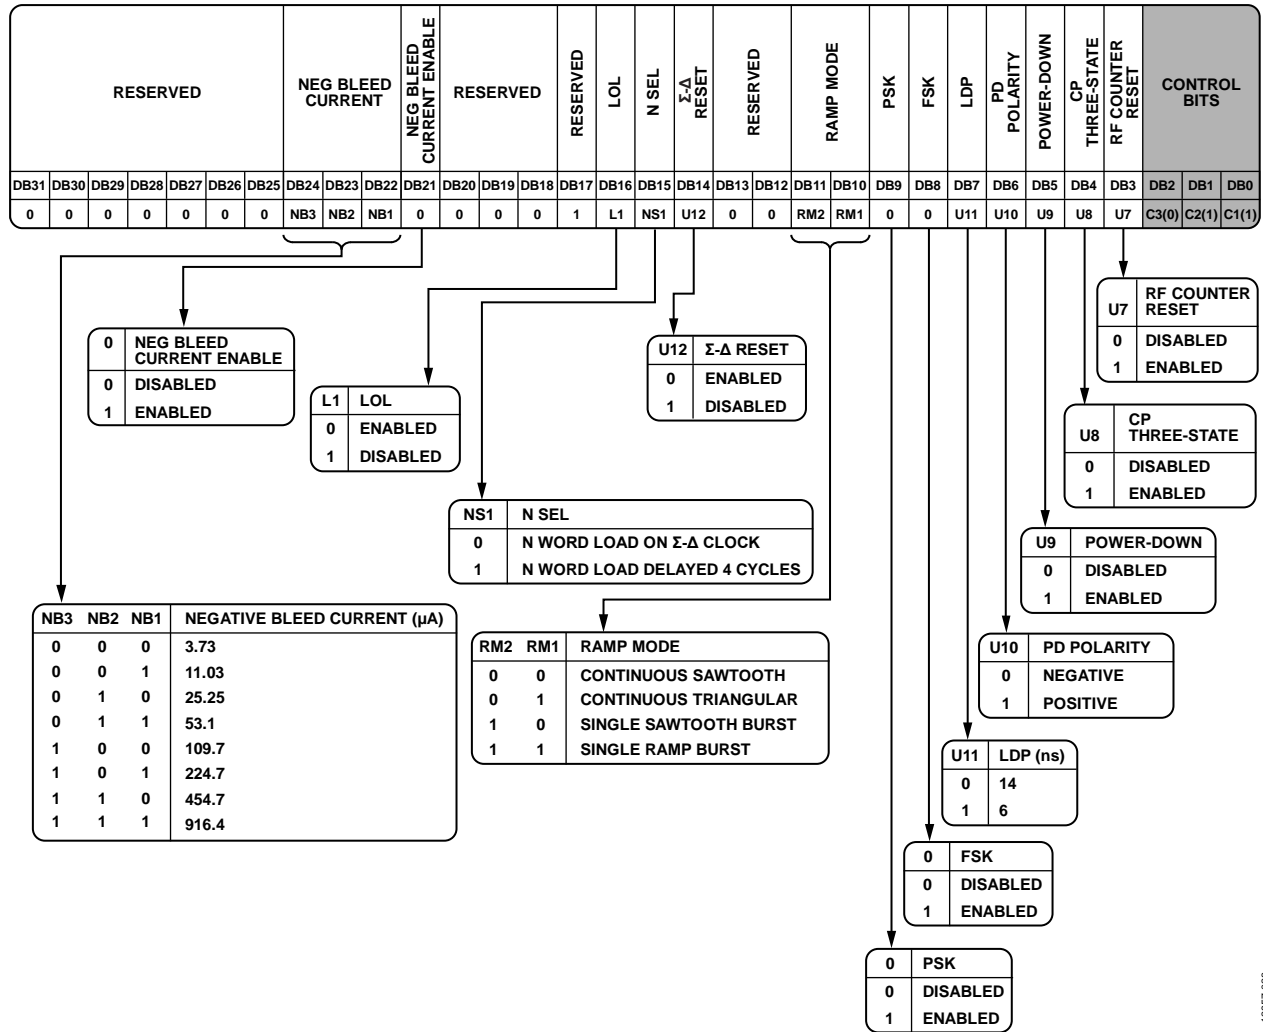 RESERVED
NEG BLEED
CURRENT
NEG BLEED
CURRENT ENABLE
RESERVED
RESERVED
LOL
N SEL
Σ-Δ
RESET
RESERVED
RAMP MODE
PSK
FSK
LDP
PD
POLARITY
POWER-DOWN
CP
THREE-STATE
RF COUNTER
RESET
CONTROL
BITS
DB31 DB30 DB29 DB28 DB27 DB26 DB25 DB24 DB23 DB22 DB21 DB20 DB19 DB18 DB17 DB16 DB15 DB14 DB13 DB12 DB11 DB10 DB9 DB8 DB7 DB6 DB5 DB4 DB3 DB2 DB1 DB0
0 0 0 0 0 0 0 NB3 NB2 NB1 0 0 0 0 1 L1 NS1 U12 0 0 RM2 RM1 0 0 U11 U10 U9 U8 U7 C3(0) C2(1) C1(1)
U7 RF COUNTER
RESET
0 DISABLED
1 ENABLED
0 NEG BLEED
CURRENT ENABLE
0 DISABLED
1 ENABLED
U12 Σ-Δ RESET
0 ENABLED
1 DISABLED
L1 LOL
0 ENABLED
1 DISABLED
U8 CP
THREE-STATE
0 DISABLED
1 ENABLED
NS1 N SEL
0 N WORD LOAD ON Σ-Δ CLOCK
1 N WORD LOAD DELAYED 4 CYCLES
U9 POWER-DOWN
0 DISABLED
1 ENABLED
NB3 NB2 NB1 NEGATIVE BLEED CURRENT (µA)
0 0 0 3.73
0 0 1 11.03
0 1 0 25.25
0 1 1 53.1
1 0 0 109.7
1 0 1 224.7
1 1 0 454.7
1 1 1 916.4
RM2 RM1 RAMP MODE
0 0 CONTINUOUS SAWTOOTH
0 1 CONTINUOUS TRIANGULAR
1 0 SINGLE SAWTOOTH BURST
1 1 SINGLE RAMP BURST
U10 PD POLARITY
0 NEGATIVE
1 POSITIVE
U11 LDP (ns)
0 14
1 6
0 FSK
0 DISABLED
1 ENABLED
0 PSK
0 DISABLED
1 ENABLED